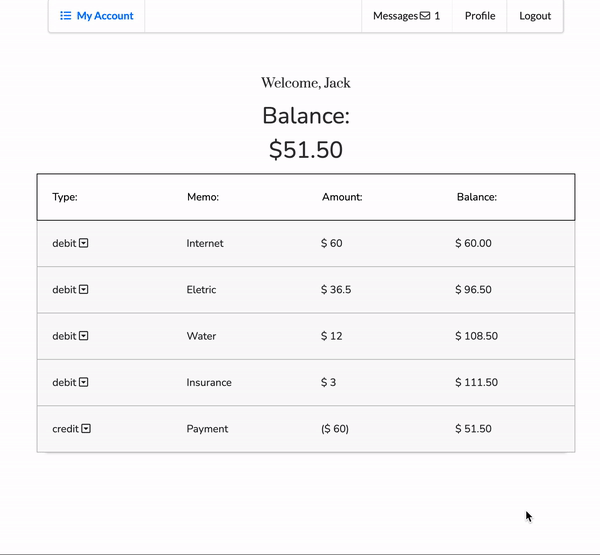 My Account Messages 1 Profile Logout
Welcome, Jack
Balance:
$51.50
Type: Memo: Amount: Balance:
debit Internet $ 60 $ 60.00
debit Eletric $ 36.5 $ 96.50
debit Water $ 12 $ 108.50
debit Insurance $ 3 $ 111.50
credit Payment ($ 60) $ 51.50